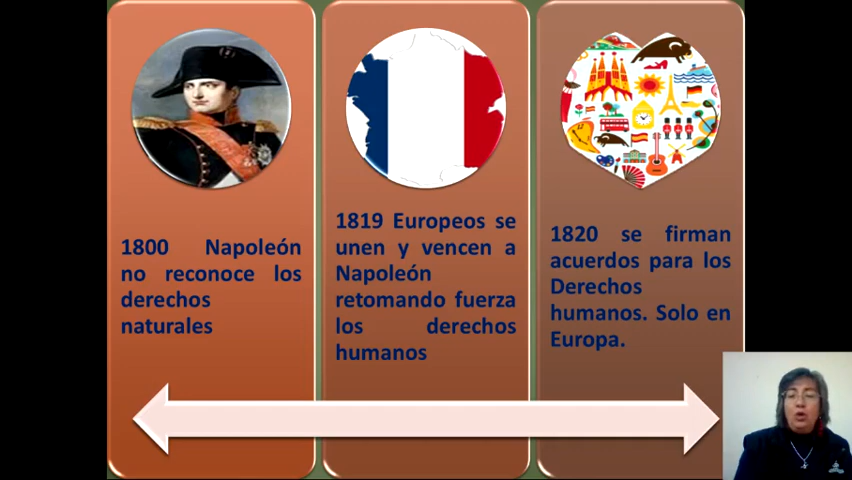 1800 Napoleón
no reconoce los
derechos
naturales
1819 Europeos se
unen y vencen a
Napoleón
retomando fuerza
los derechos
humanos
1820 se firman
acuerdos para los
Derechos
humanos. Solo en
Europa.